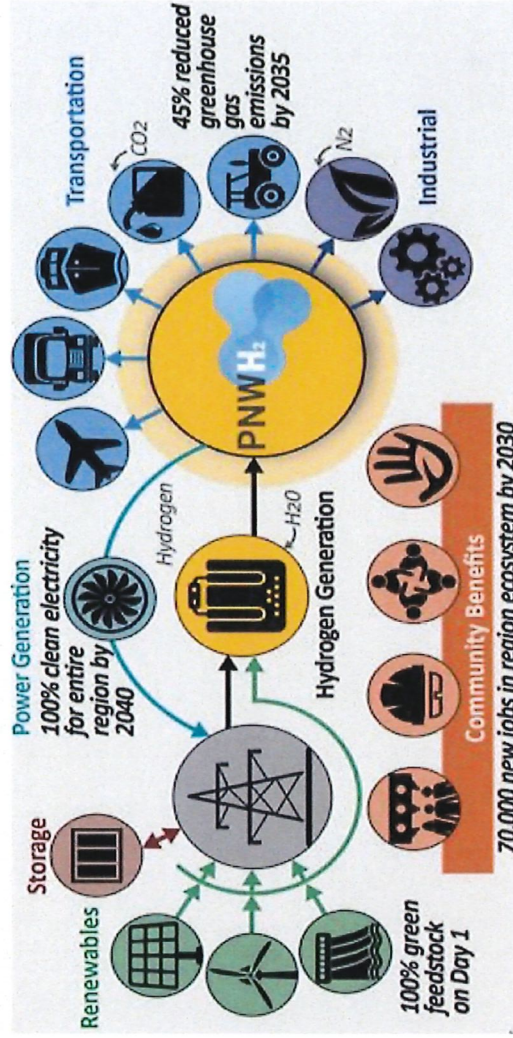 Renewables
100% green
feedstock
on Day 1
Storage
Power Generation
100% clean electricity
for entire
region by
2040
Hydrogen
H2O
Hydrogen Generation
PNWH2
Transportation
CO2
45% reduced
greenhouse
gas
emissions
by 2035
N2
Industrial
Community Benefits
70,000 new jobs in region ecosystem by 2030